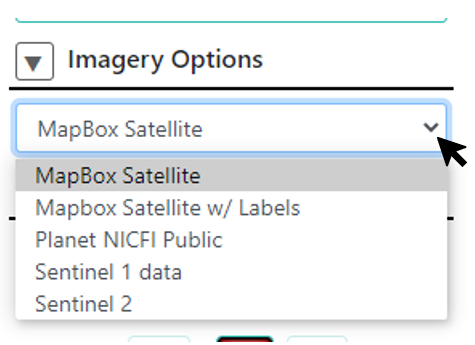 Imagery Options
MapBox Satellite
MapBox Satellite
Mapbox Satellite w/ Labels
Planet NICFI Public
Sentinel 1 data
Sentinel 2